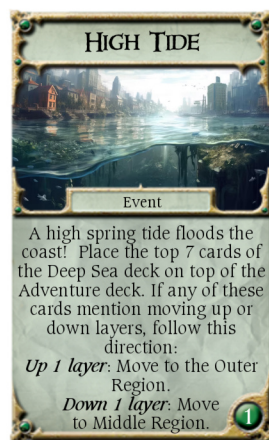 HIGH TIDE
Event
A high spring tide floods the
coast! Place the top 7 cards of
the Deep Sea deck on top of the
Adventure deck. If any of these
cards mention moving up or
down layers, follow this
direction:
Up 1 layer: Move to the Outer
Region.
Down 1 layer: Move
to Middle Region.
1